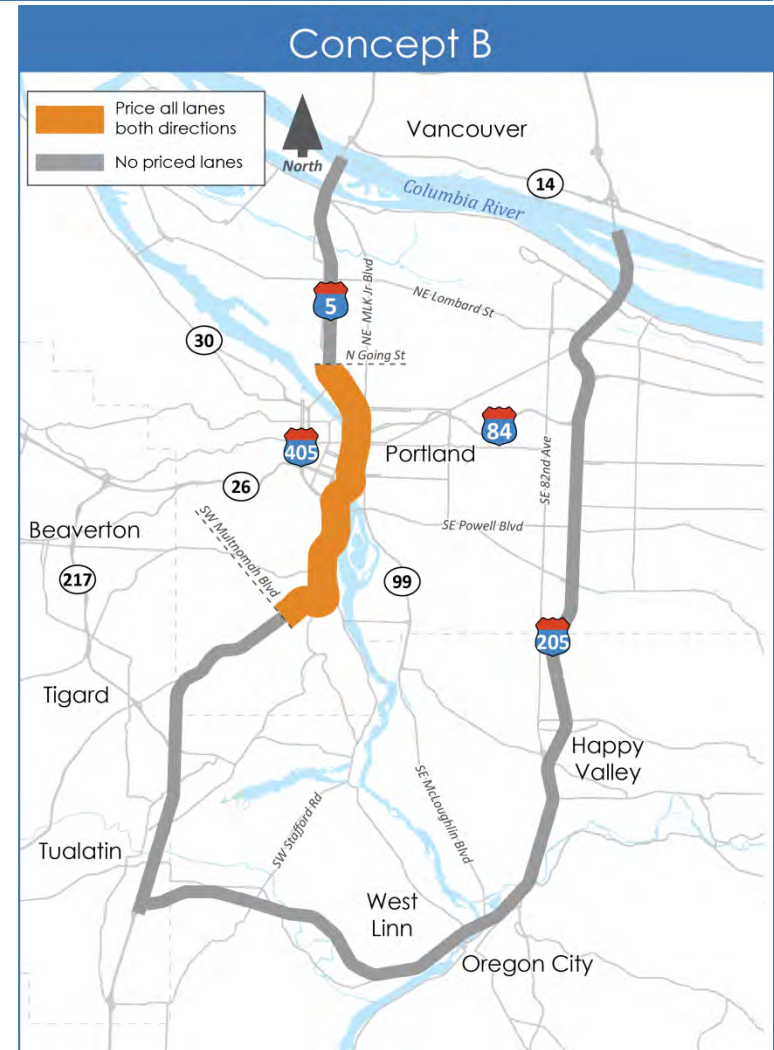 Concept B
Price all lanes
both directions
No priced lanes
North
Vancouver
14
Columbia River
5
NE MLK Jr Blvd
NE Lombard St
N Going St
30
405
84
Portland
26
SE 82nd Ave
SW Multnomah Blvd
SE Powell Blvd
Beaverton
217
99
205
Tigard
Happy
Valley
SE McLoughlin Blvd
SW Stafford Rd
Tualatin
West
Linn
Oregon City